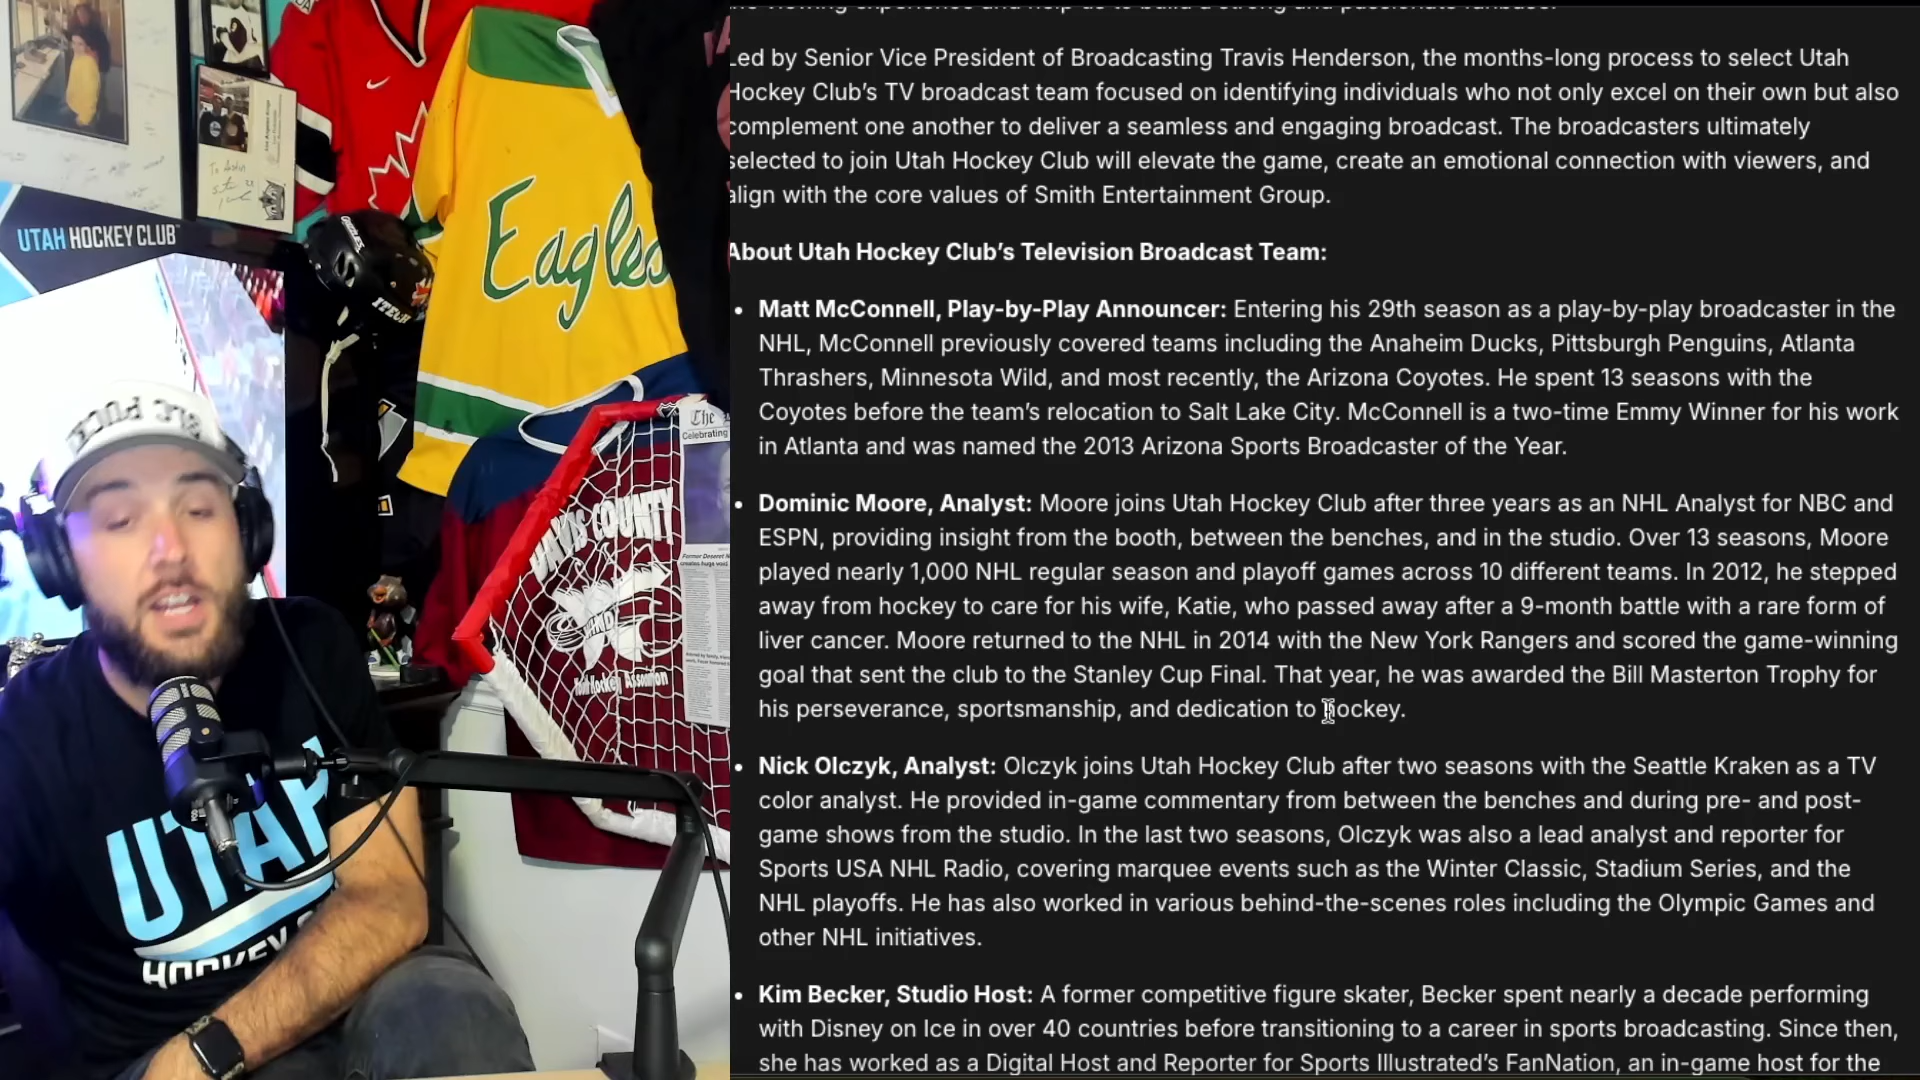 UTAH HOCKEY CLUB
To Austin
GRIZZLIES
ITECH
Eagles
SLC PUCK
The
Celebrating
DAVIS COUNTY
Youth Hockey Association
UTAH
HOCKEY
Led by Senior Vice President of Broadcasting Travis Henderson, the months-long process to select Utah
Hockey Club’s TV broadcast team focused on identifying individuals who not only excel on their own but also
complement one another to deliver a seamless and engaging broadcast. The broadcasters ultimately
selected to join Utah Hockey Club will elevate the game, create an emotional connection with viewers, and
align with the core values of Smith Entertainment Group.
About Utah Hockey Club’s Television Broadcast Team:
• Matt McConnell, Play-by-Play Announcer: Entering his 29th season as a play-by-play broadcaster in the
NHL, McConnell previously covered teams including the Anaheim Ducks, Pittsburgh Penguins, Atlanta
Thrashers, Minnesota Wild, and most recently, the Arizona Coyotes. He spent 13 seasons with the
Coyotes before the team’s relocation to Salt Lake City. McConnell is a two-time Emmy Winner for his work
in Atlanta and was named the 2013 Arizona Sports Broadcaster of the Year.
• Dominic Moore, Analyst: Moore joins Utah Hockey Club after three years as an NHL Analyst for NBC and
ESPN, providing insight from the booth, between the benches, and in the studio. Over 13 seasons, Moore
played nearly 1,000 NHL regular season and playoff games across 10 different teams. In 2012, he stepped
away from hockey to care for his wife, Katie, who passed away after a 9-month battle with a rare form of
liver cancer. Moore returned to the NHL in 2014 with the New York Rangers and scored the game-winning
goal that sent the club to the Stanley Cup Final. That year, he was awarded the Bill Masterton Trophy for
his perseverance, sportsmanship, and dedication to hockey.
• Nick Olczyk, Analyst: Olczyk joins Utah Hockey Club after two seasons with the Seattle Kraken as a TV
color analyst. He provided in-game commentary from between the benches and during pre- and post-
game shows from the studio. In the last two seasons, Olczyk was also a lead analyst and reporter for
Sports USA NHL Radio, covering marquee events such as the Winter Classic, Stadium Series, and the
NHL playoffs. He has also worked in various behind-the-scenes roles including the Olympic Games and
other NHL initiatives.
• Kim Becker, Studio Host: A former competitive figure skater, Becker spent nearly a decade performing
with Disney on Ice in over 40 countries before transitioning to a career in sports broadcasting. Since then,
she has worked as a Digital Host and Reporter for Sports Illustrated’s FanNation, an in-game host for the